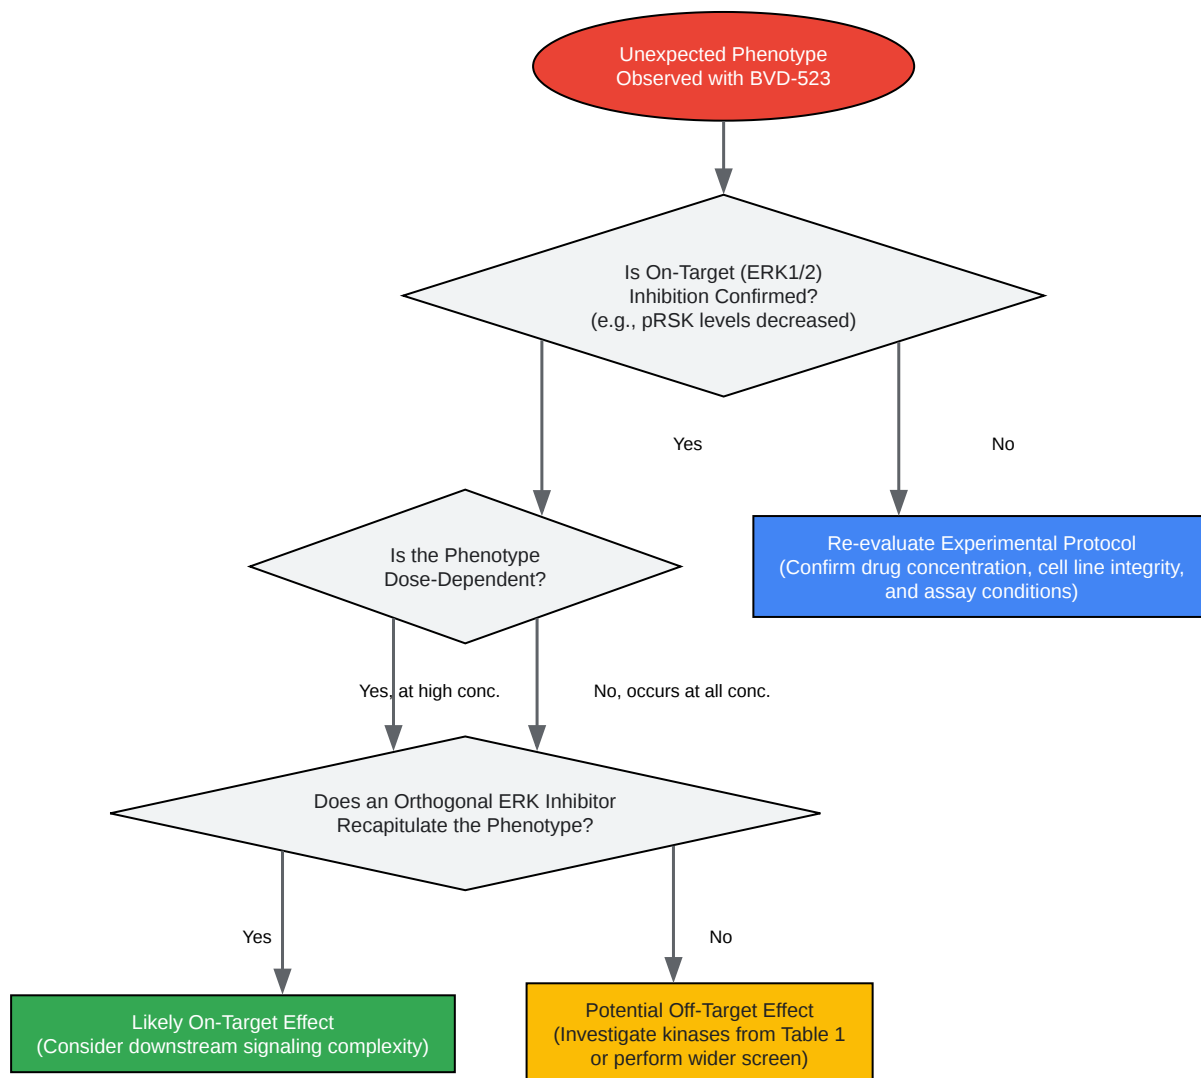 Unexpected Phenotype
Observed with BVD-523
Is On-Target (ERK1/2)
Inhibition Confirmed?
(e.g., pRSK levels decreased)
Yes
No
Re-evaluate Experimental Protocol
(Confirm drug concentration, cell line integrity,
and assay conditions)
Is the Phenotype
Dose-Dependent?
Yes, at high conc.
No, occurs at all conc.
Does an Orthogonal ERK Inhibitor
Recapitulate the Phenotype?
Yes
No
Likely On-Target Effect
(Consider downstream signaling complexity)
Potential Off-Target Effect
(Investigate kinases from Table 1
or perform wider screen)